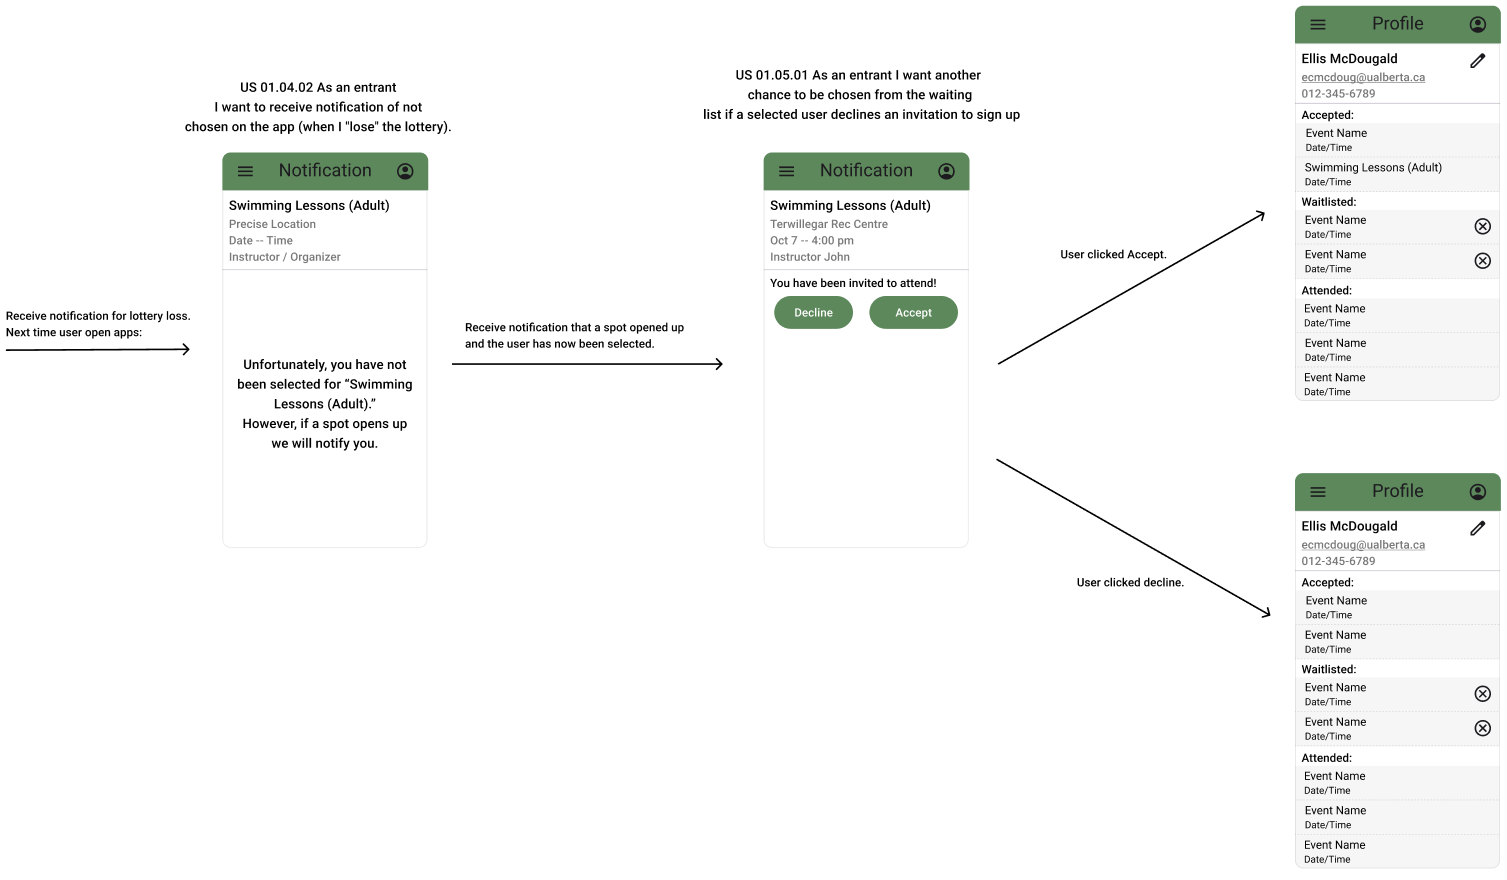 US 01.04.02 As an entrant
I want to receive notification of not
chosen on the app (when I "lose" the lottery).
US 01.05.01 As an entrant I want another
chance to be chosen from the waiting
list if a selected user declines an invitation to sign up
Receive notification for lottery loss.
Next time user open apps:
Notification
Swimming Lessons (Adult)
Precise Location
Date -- Time
Instructor / Organizer
Unfortunately, you have not
been selected for “Swimming
Lessons (Adult).”
However, if a spot opens up
we will notify you.
Receive notification that a spot opened up
and the user has now been selected.
Notification
Swimming Lessons (Adult)
Terwillegar Rec Centre
Oct 7 -- 4:00 pm
Instructor John
You have been invited to attend!
Decline
Accept
User clicked Accept.
Profile
Ellis McDougald
ecmcdoug@ualberta.ca
012-345-6789
Accepted:
Event Name
Date/Time
Swimming Lessons (Adult)
Date/Time
Waitlisted:
Event Name
Date/Time
Event Name
Date/Time
Attended:
Event Name
Date/Time
Event Name
Date/Time
Event Name
Date/Time
User clicked decline.
Profile
Ellis McDougald
ecmcdoug@ualberta.ca
012-345-6789
Accepted:
Event Name
Date/Time
Event Name
Date/Time
Waitlisted:
Event Name
Date/Time
Event Name
Date/Time
Attended:
Event Name
Date/Time
Event Name
Date/Time
Event Name
Date/Time